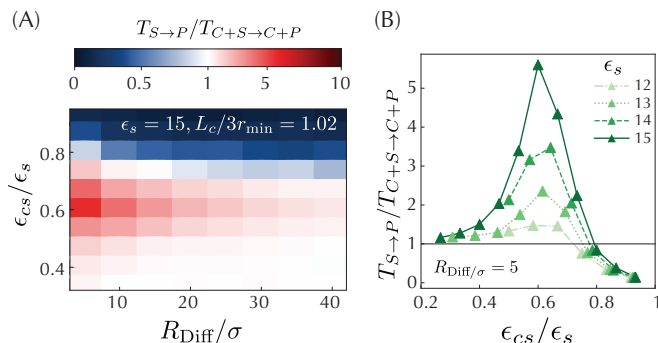 (A)
T_{S→P}/T_{C+S→C+P}
0 0.5 1 5 10
ϵ_s = 15, L_c/3r_min = 1.02
ϵ_cs/ϵ_s
0.8
0.6
0.4
10 20 30 40
R_Diff/σ
(B)
T_{S→P}/T_{C+S→C+P}
5
4
3
2
1
0
ϵ_s
12
13
14
15
R_Diff/σ = 5
0.2 0.4 0.6 0.8 1
ϵ_cs/ϵ_s